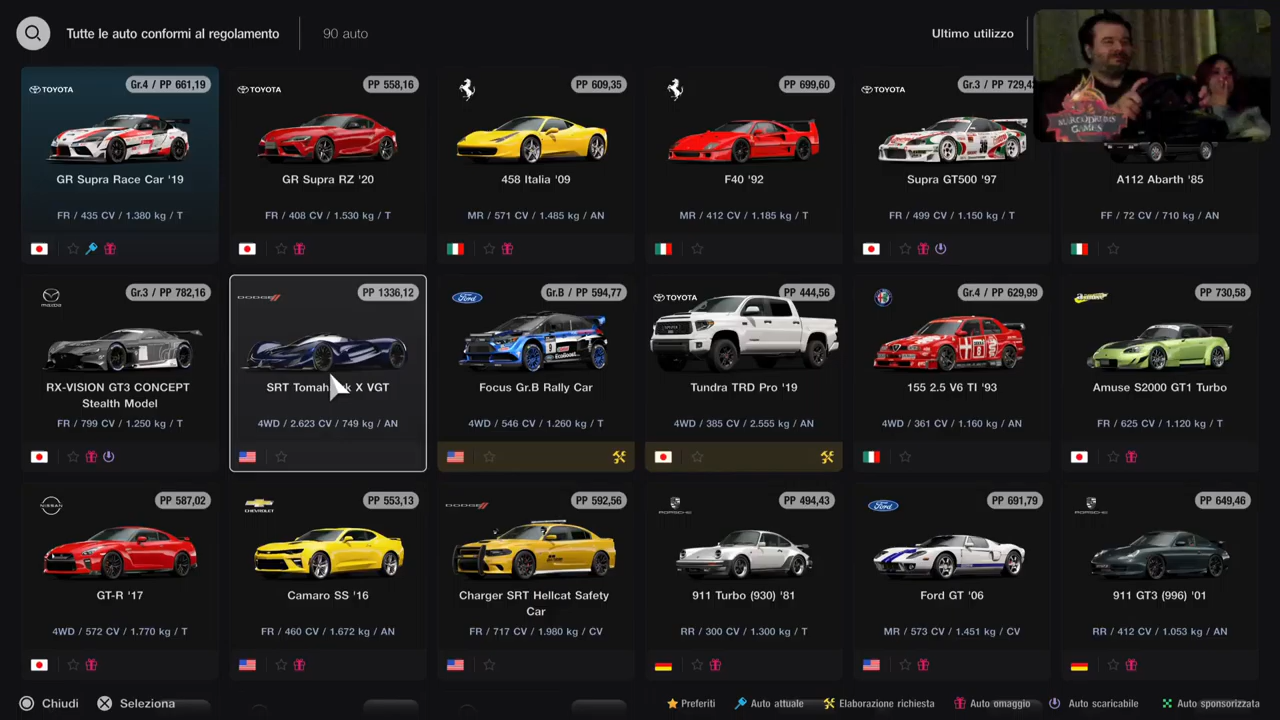 Tutte le auto conformi al regolamento
90 auto
Ultimo utilizzo
MARCODRUMS
GAMES
TOYOTA
Gr.4 / PP 661,19
GR Supra Race Car '19
FR / 435 CV / 1.380 kg / T
TOYOTA
PP 558,16
GR Supra RZ '20
FR / 408 CV / 1.530 kg / T
PP 609,35
458 Italia '09
MR / 571 CV / 1.485 kg / AN
PP 699,60
F40 '92
MR / 412 CV / 1.185 kg / T
TOYOTA
Gr.3 / PP 729,4
Supra GT500 '97
FR / 499 CV / 1.150 kg / T
A112 Abarth '85
FF / 72 CV / 710 kg / AN
mazda
Gr.3 / PP 782,16
RX-VISION GT3 CONCEPT
Stealth Model
FR / 799 CV / 1.250 kg / T
DODGE
PP 1336,12
SRT Tomahawk X VGT
4WD / 2.623 CV / 749 kg / AN
Ford
Gr.B / PP 594,77
Focus Gr.B Rally Car
4WD / 546 CV / 1.260 kg / T
TOYOTA
PP 444,56
Tundra TRD Pro '19
4WD / 385 CV / 2.555 kg / AN
Gr.4 / PP 629,99
155 2.5 V6 TI '93
4WD / 361 CV / 1.160 kg / AN
PP 730,58
Amuse S2000 GT1 Turbo
FR / 625 CV / 1.120 kg / T
NISSAN
PP 587,02
GT-R '17
4WD / 572 CV / 1.770 kg / T
CHEVROLET
PP 553,13
Camaro SS '16
FR / 460 CV / 1.672 kg / AN
DODGE
PP 592,56
Charger SRT Hellcat Safety
Car
FR / 717 CV / 1.980 kg / CV
PORSCHE
PP 494,43
911 Turbo (930) '81
RR / 300 CV / 1.300 kg / T
Ford
PP 691,79
Ford GT '06
MR / 573 CV / 1.451 kg / CV
PORSCHE
PP 649,46
911 GT3 (996) '01
RR / 412 CV / 1.053 kg / AN
Chiudi
Seleziona
Preferiti
Auto attuale
Elaborazione richiesta
Auto omaggio
Auto scaricabile
Auto sponsorizzata